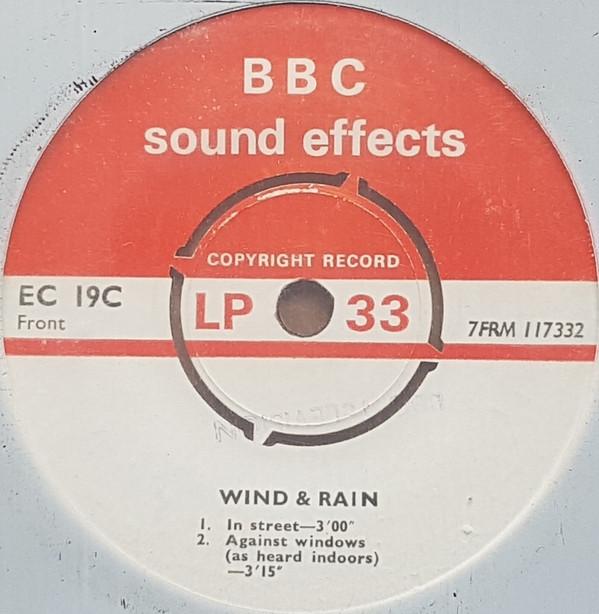 BBC
sound effects
COPYRIGHT RECORD
EC 19C
Front
LP 33
7FRM 117332
WIND & RAIN
1. In street—3'00"
2. Against windows
(as heard indoors)
—3'15"